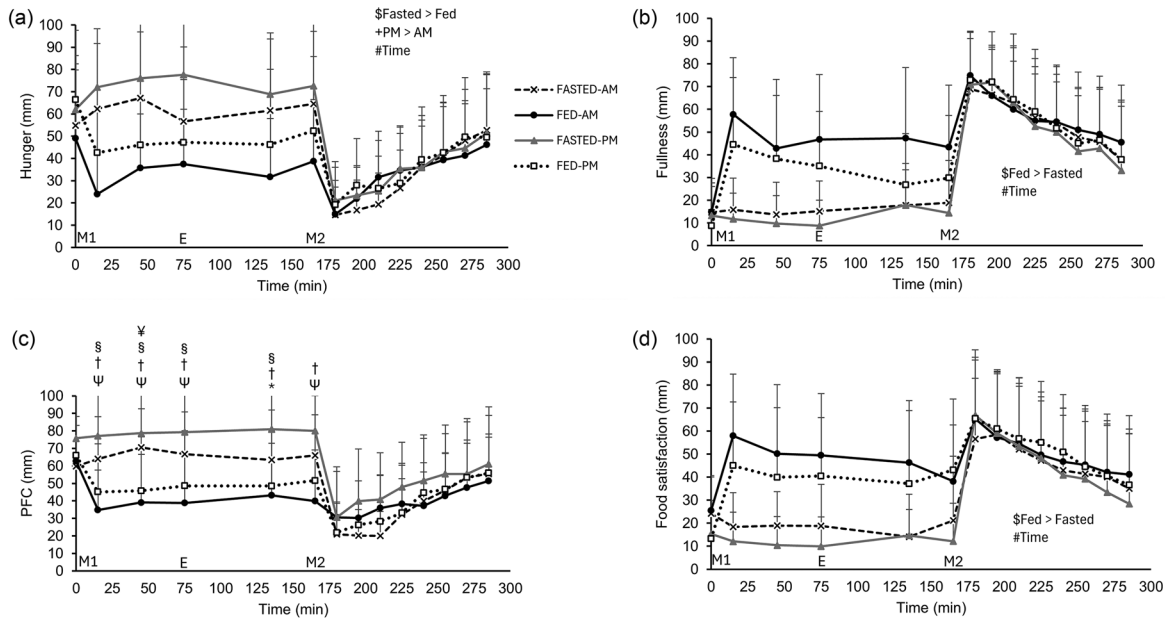 (a)
$Fasted > Fed
+PM > AM
#Time
Hunger (mm)
100
90
80
70
60
50
40
30
20
10
0
M1
E
M2
0 25 50 75 100 125 150 175 200 225 250 275 300
Time (min)
FASTED-AM
FED-AM
FASTED-PM
FED-PM
(b)
Fullness (mm)
100
90
80
70
60
50
40
30
20
10
0
$Fed > Fasted
#Time
M1
E
M2
0 25 50 75 100 125 150 175 200 225 250 275 300
Time (min)
(c)
¥
§ § § §
† † † † †
Ψ Ψ Ψ * Ψ
PFC (mm)
100
90
80
70
60
50
40
30
20
10
0
M1
E
M2
0 25 50 75 100 125 150 175 200 225 250 275 300
Time (min)
(d)
Food satisfaction (mm)
100
90
80
70
60
50
40
30
20
10
0
$Fed > Fasted
#Time
M1
E
M2
0 25 50 75 100 125 150 175 200 225 250 275 300
Time (min)